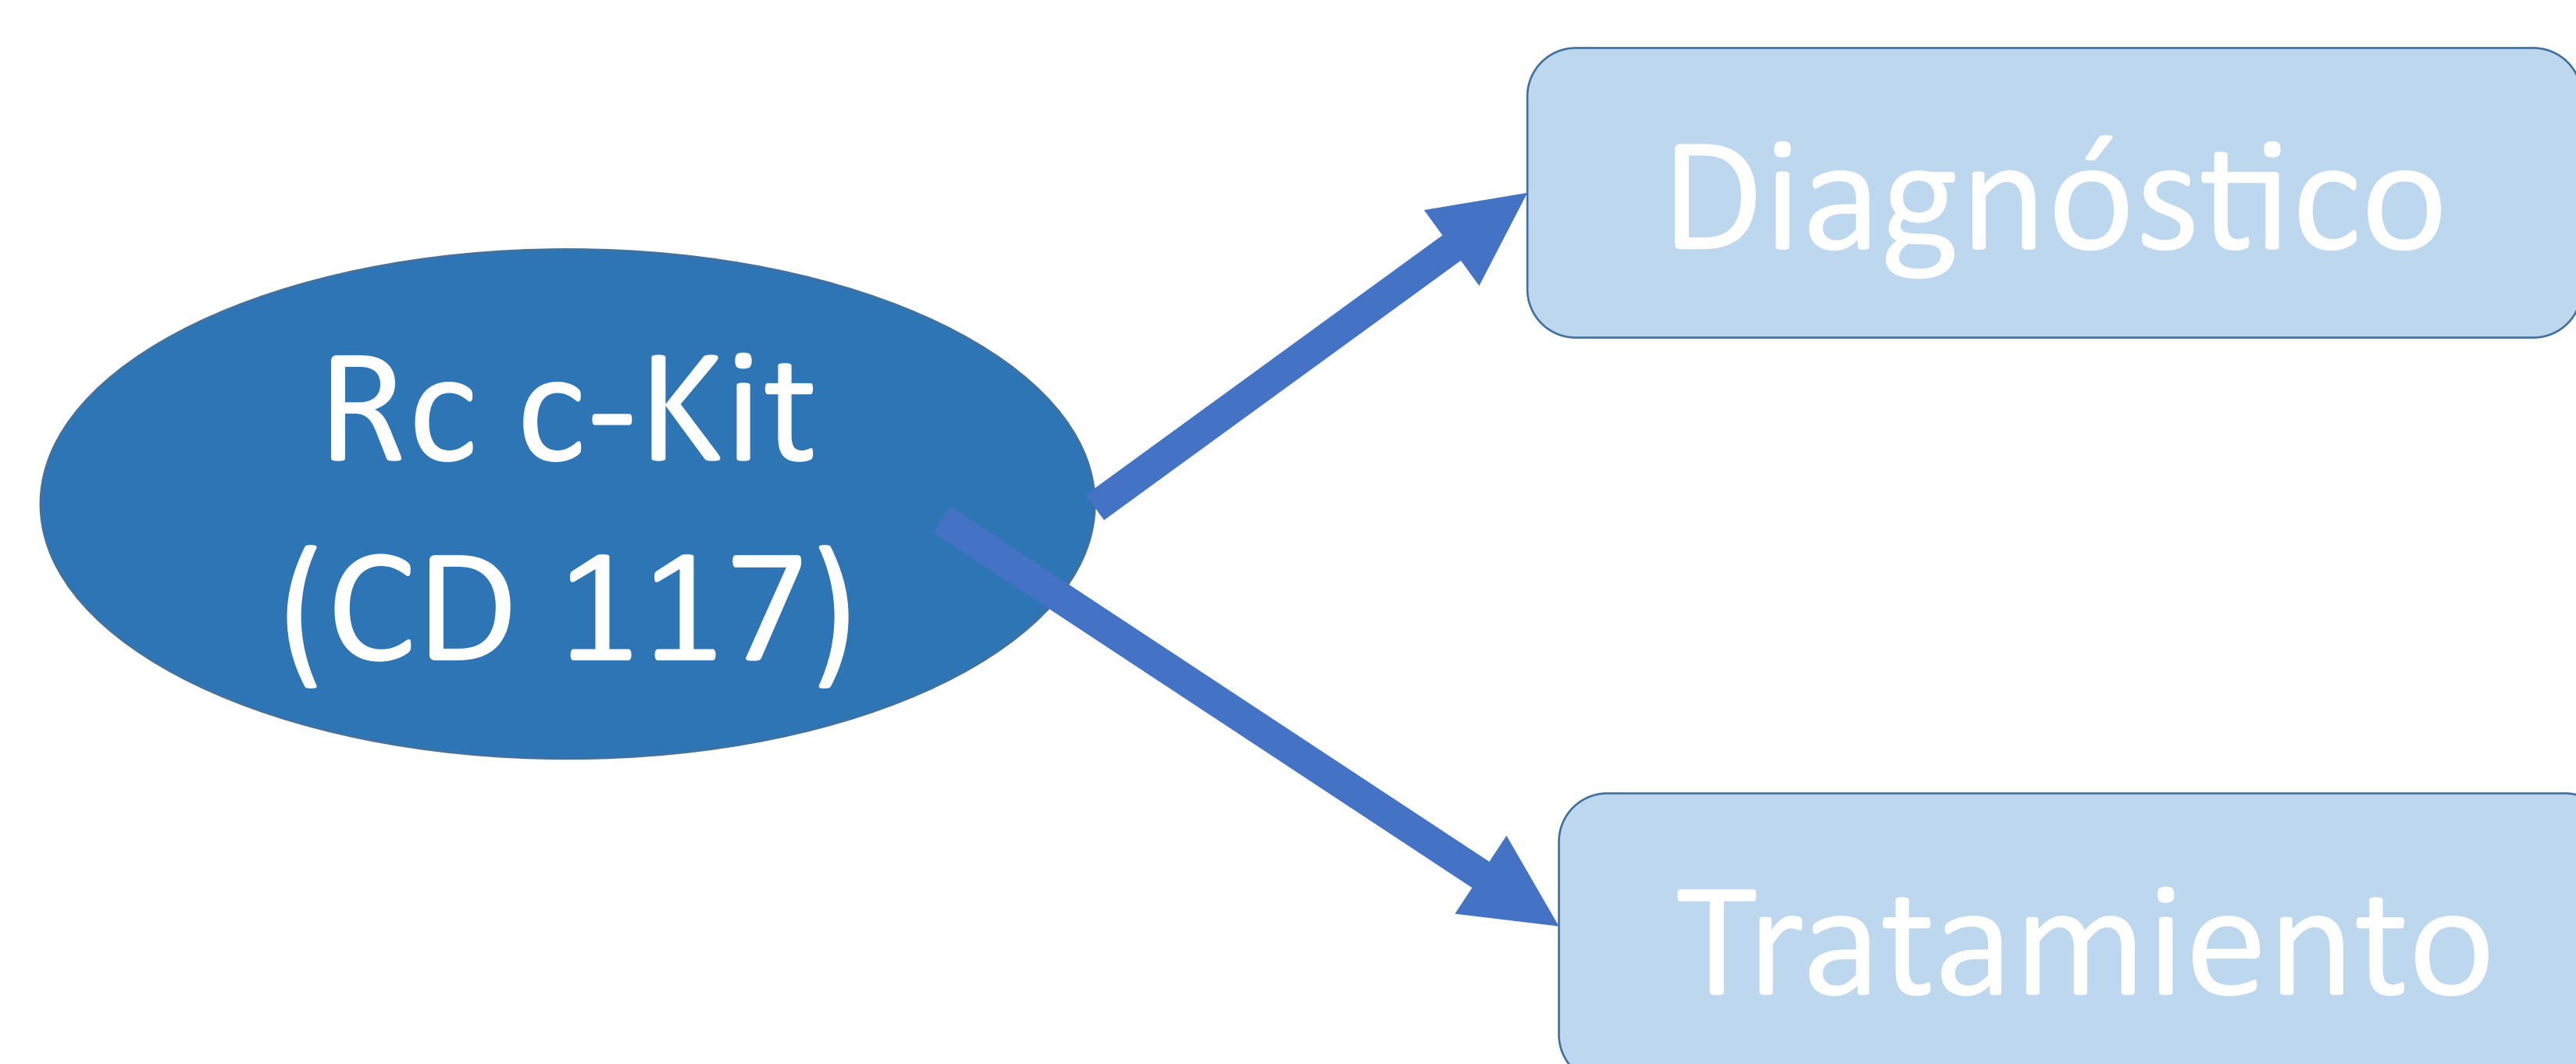 Rc c-Kit
(CD 117)
Diagnóstico
Tratamiento